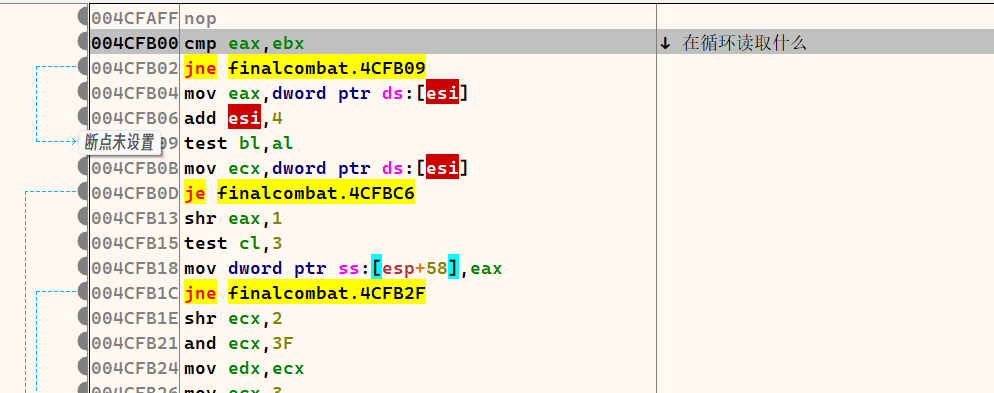 004CFAFF nop
004CFB00 cmp eax,ebx ↓ 在循环读取什么
004CFB02 jne finalcombat.4CFB09
004CFB04 mov eax,dword ptr ds:[esi]
004CFB06 add esi,4
断点未设置 09 test bl,al
004CFB0B mov ecx,dword ptr ds:[esi]
004CFB0D je finalcombat.4CFBC6
004CFB13 shr eax,1
004CFB15 test cl,3
004CFB18 mov dword ptr ss:[esp+58],eax
004CFB1C jne finalcombat.4CFB2F
004CFB1E shr ecx,2
004CFB21 and ecx,3F
004CFB24 mov edx,ecx
004CFB26 mov ecx,3